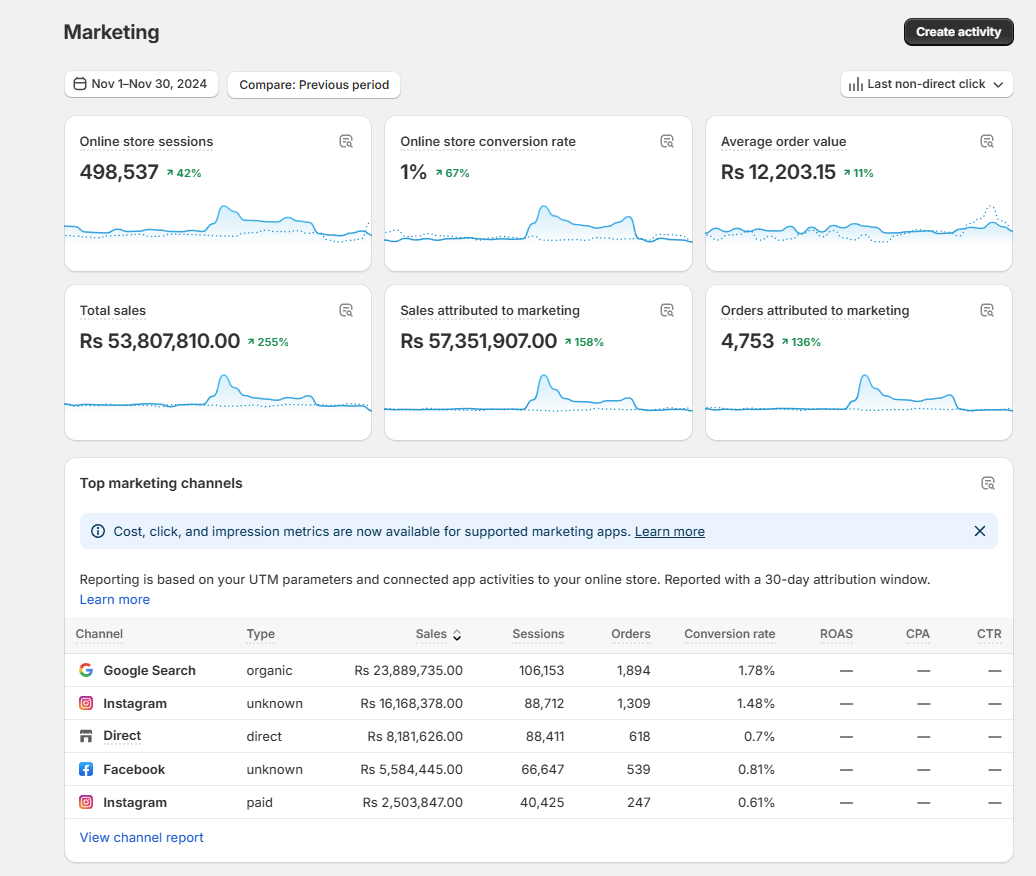 Marketing
Create activity
Nov 1–Nov 30, 2024
Compare: Previous period
Last non-direct click
Online store sessions
498,537 42%
Online store conversion rate
1% 67%
Average order value
Rs 12,203.15 11%
Total sales
Rs 53,807,810.00 255%
Sales attributed to marketing
Rs 57,351,907.00 158%
Orders attributed to marketing
4,753 136%
Top marketing channels
Cost, click, and impression metrics are now available for supported marketing apps. Learn more
Reporting is based on your UTM parameters and connected app activities to your online store. Reported with a 30-day attribution window.
Learn more
Channel Type Sales Sessions Orders Conversion rate ROAS CPA CTR
Google Search organic Rs 23,889,735.00 106,153 1,894 1.78% — — —
Instagram unknown Rs 16,168,378.00 88,712 1,309 1.48% — — —
Direct direct Rs 8,181,626.00 88,411 618 0.7% — — —
Facebook unknown Rs 5,584,445.00 66,647 539 0.81% — — —
Instagram paid Rs 2,503,847.00 40,425 247 0.61% — — —
View channel report